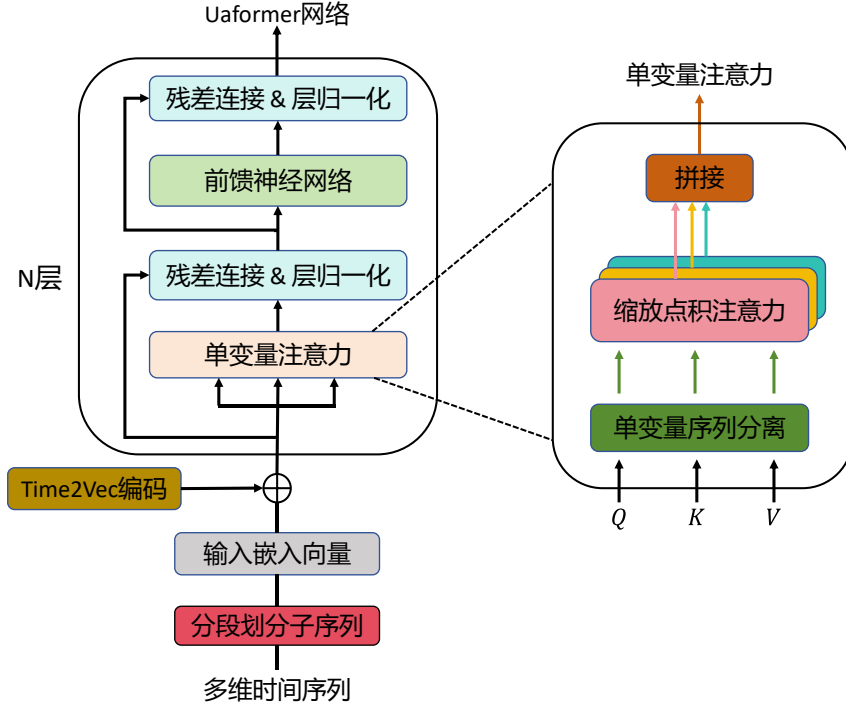 Uaformer网络
残差连接 & 层归一化
前馈神经网络
残差连接 & 层归一化
N层
单变量注意力
Time2Vec编码
输入嵌入向量
分段划分子序列
多维时间序列
单变量注意力
拼接
缩放点积注意力
单变量序列分离
Q K V